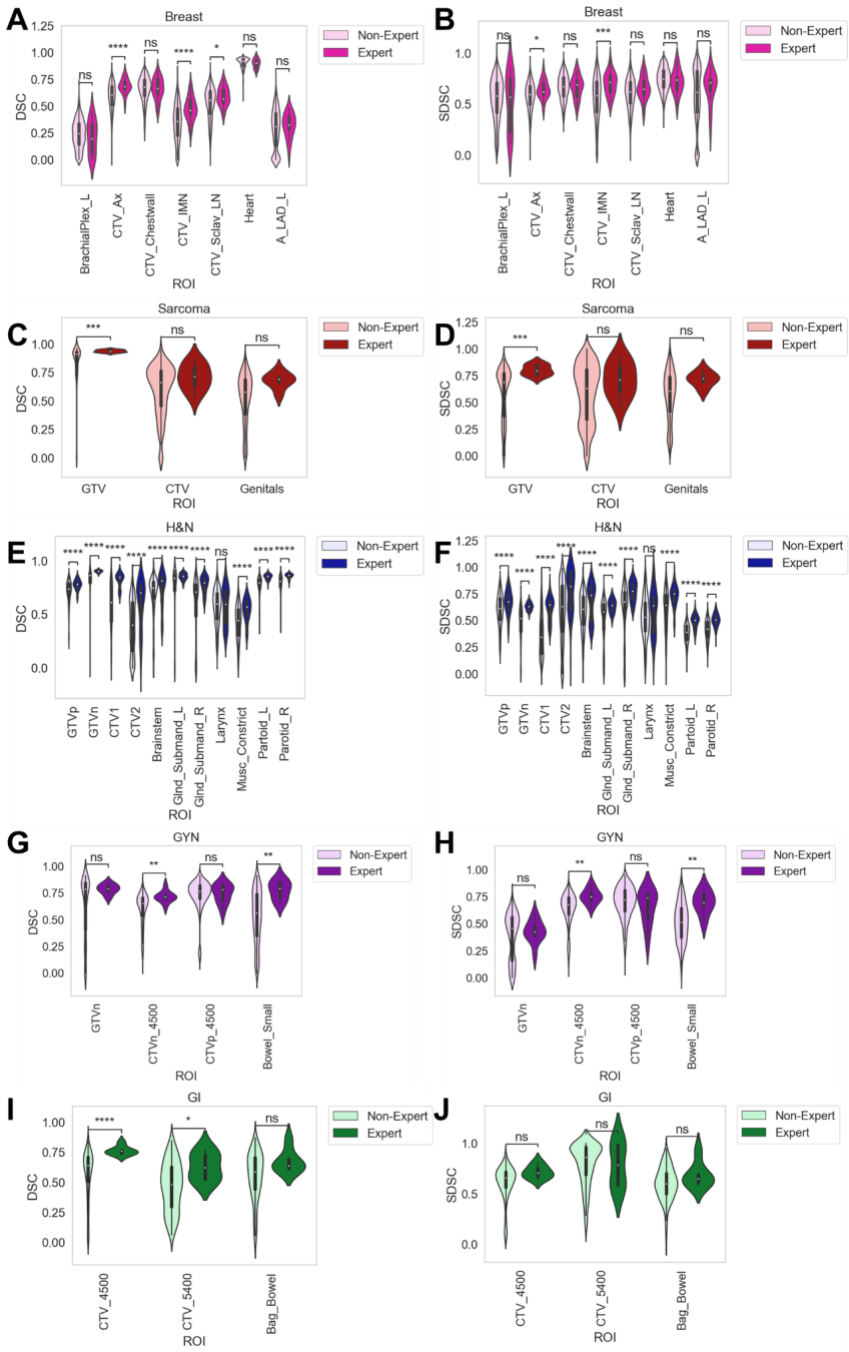 A
Breast
DSC
1.25
1.00
0.75
0.50
0.25
0.00
ns
****
ns
****
*
ns
ns
BrachialPlex_L
CTV_Ax
CTV_Chestwall
CTV_IMN
CTV_Sclav_LN
Heart
A_LAD_L
ROI
Non-Expert
Expert
B
Breast
SDSC
1.0
0.5
0.0
ns
*
ns
***
ns
ns
ns
BrachialPlex_L
CTV_Ax
CTV_Chestwall
CTV_IMN
CTV_Sclav_LN
Heart
A_LAD_L
ROI
Non-Expert
Expert
C
Sarcoma
DSC
1.00
0.75
0.50
0.25
0.00
***
ns
ns
GTV
CTV
Genitals
ROI
Non-Expert
Expert
D
Sarcoma
SDSC
1.25
1.00
0.75
0.50
0.25
0.00
***
ns
ns
GTV
CTV
Genitals
ROI
Non-Expert
Expert
E
H&N
DSC
1.0
0.5
0.0
****
****
****
****
****
****
****
ns
****
****
****
GTVp
GTVn
CTV1
CTV2
Brainstem
Glnd_Submand_L
Glnd_Submand_R
Larynx
Musc_Constrict
Partoid_L
Parotid_R
ROI
Non-Expert
Expert
F
H&N
SDSC
1.00
0.75
0.50
0.25
0.00
****
****
****
****
****
****
****
ns
****
****
****
GTVp
GTVn
CTV1
CTV2
Brainstem
Glnd_Submand_L
Glnd_Submand_R
Larynx
Musc_Constrict
Partoid_L
Parotid_R
ROI
Non-Expert
Expert
G
GYN
DSC
1.00
0.75
0.50
0.25
0.00
ns
**
ns
**
GTVn
CTVn_4500
CTVp_4500
Bowel_Small
ROI
Non-Expert
Expert
H
GYN
SDSC
1.00
0.75
0.50
0.25
0.00
ns
**
ns
**
GTVn
CTVn_4500
CTVp_4500
Bowel_Small
ROI
Non-Expert
Expert
I
GI
DSC
1.00
0.75
0.50
0.25
0.00
****
*
ns
CTV_4500
CTV_5400
Bag_Bowel
ROI
Non-Expert
Expert
J
GI
SDSC
1.0
0.5
0.0
ns
ns
ns
CTV_4500
CTV_5400
Bag_Bowel
ROI
Non-Expert
Expert